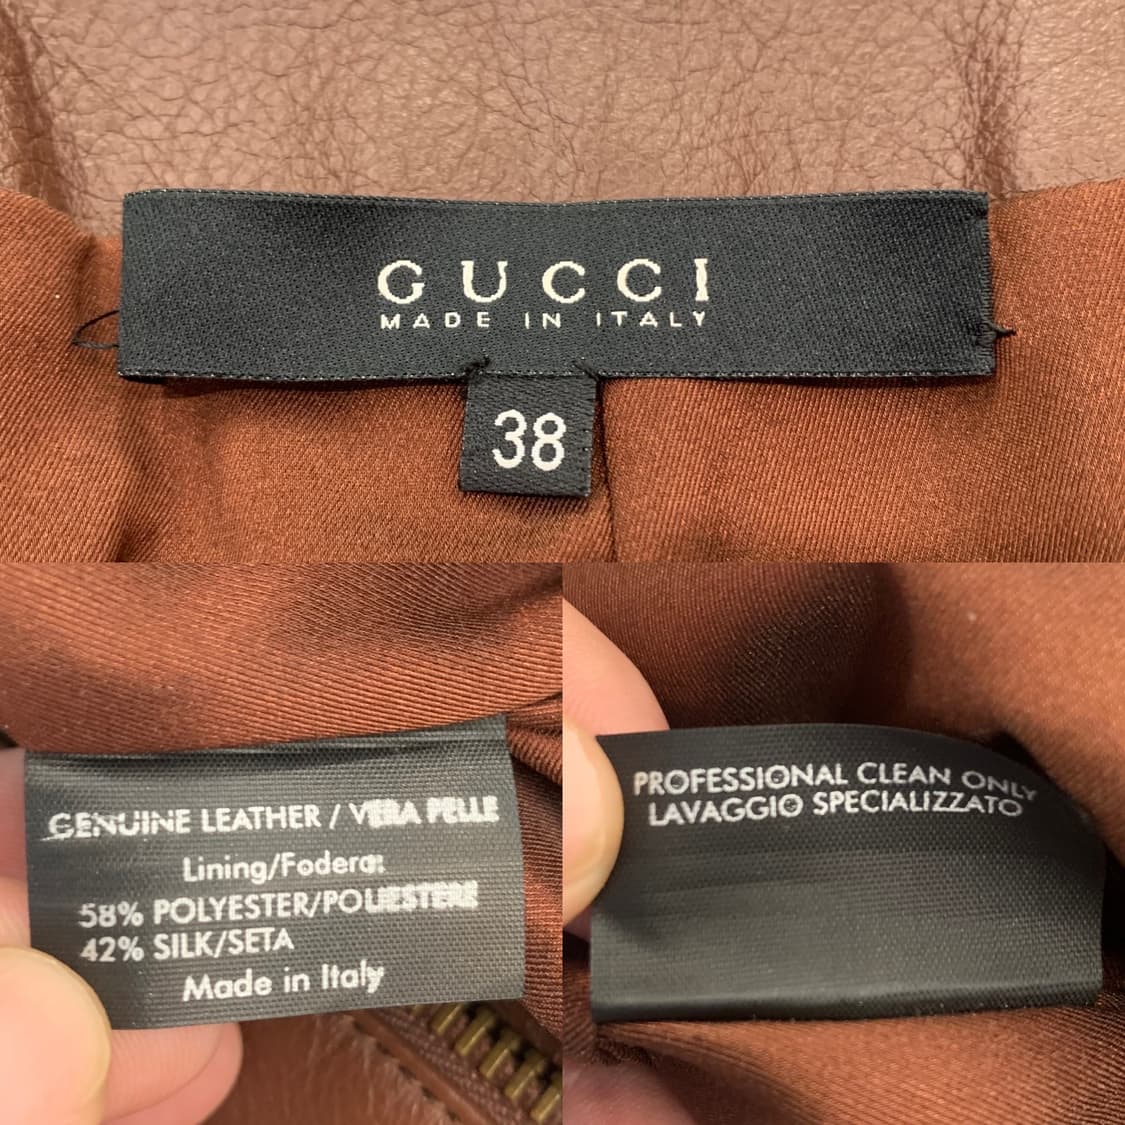 GUCCI
MADE IN ITALY
38
GENUINE LEATHER / VERA PELLE
Lining/Fodera:
58% POLYESTER/POLIESTERE
42% SILK/SETA
Made in Italy
PROFESSIONAL CLEAN ONLY
LAVAGGIO SPECIALIZZATO